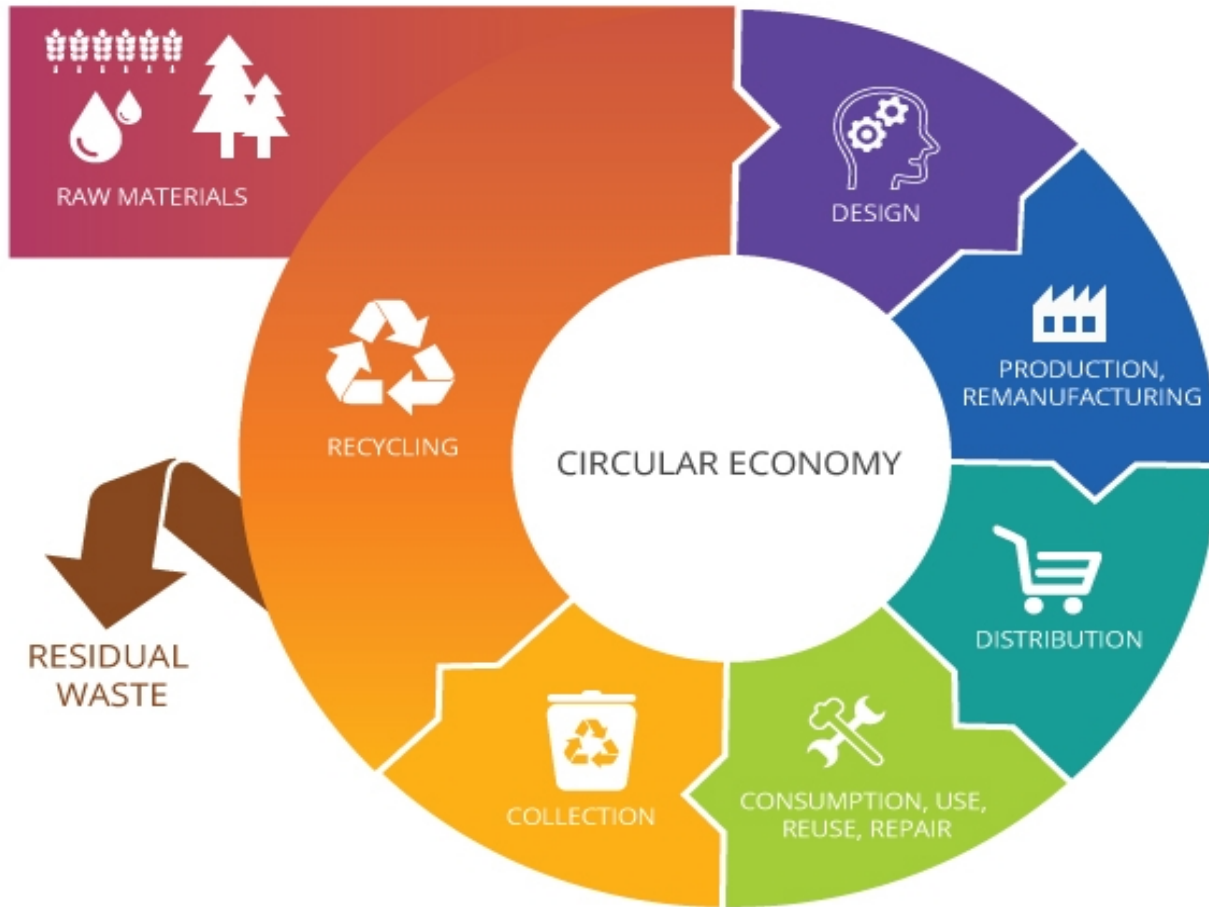 RAW MATERIALS
DESIGN
PRODUCTION,
REMANUFACTURING
RECYCLING
CIRCULAR ECONOMY
DISTRIBUTION
RESIDUAL
WASTE
CONSUMPTION, USE,
REUSE, REPAIR
COLLECTION